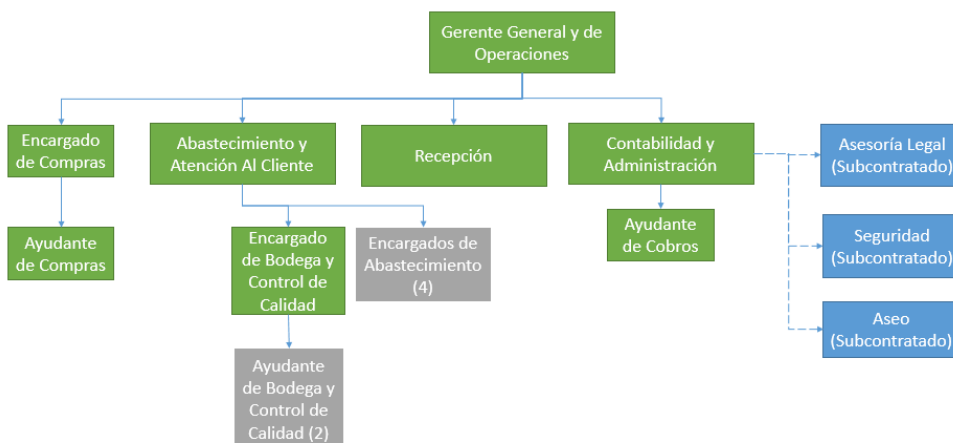 Gerente General y de
Operaciones
Encargado
de Compras
Abastecimiento y
Atención Al Cliente
Recepción
Contabilidad y
Administración
Asesoría Legal
(Subcontratado)
Ayudante
de Compras
Encargado
de Bodega y
Control de
Calidad
Encargados de
Abastecimiento
(4)
Ayudante
de Cobros
Seguridad
(Subcontratado)
Aseo
(Subcontratado)
Ayudante
de Bodega y
Control de
Calidad (2)